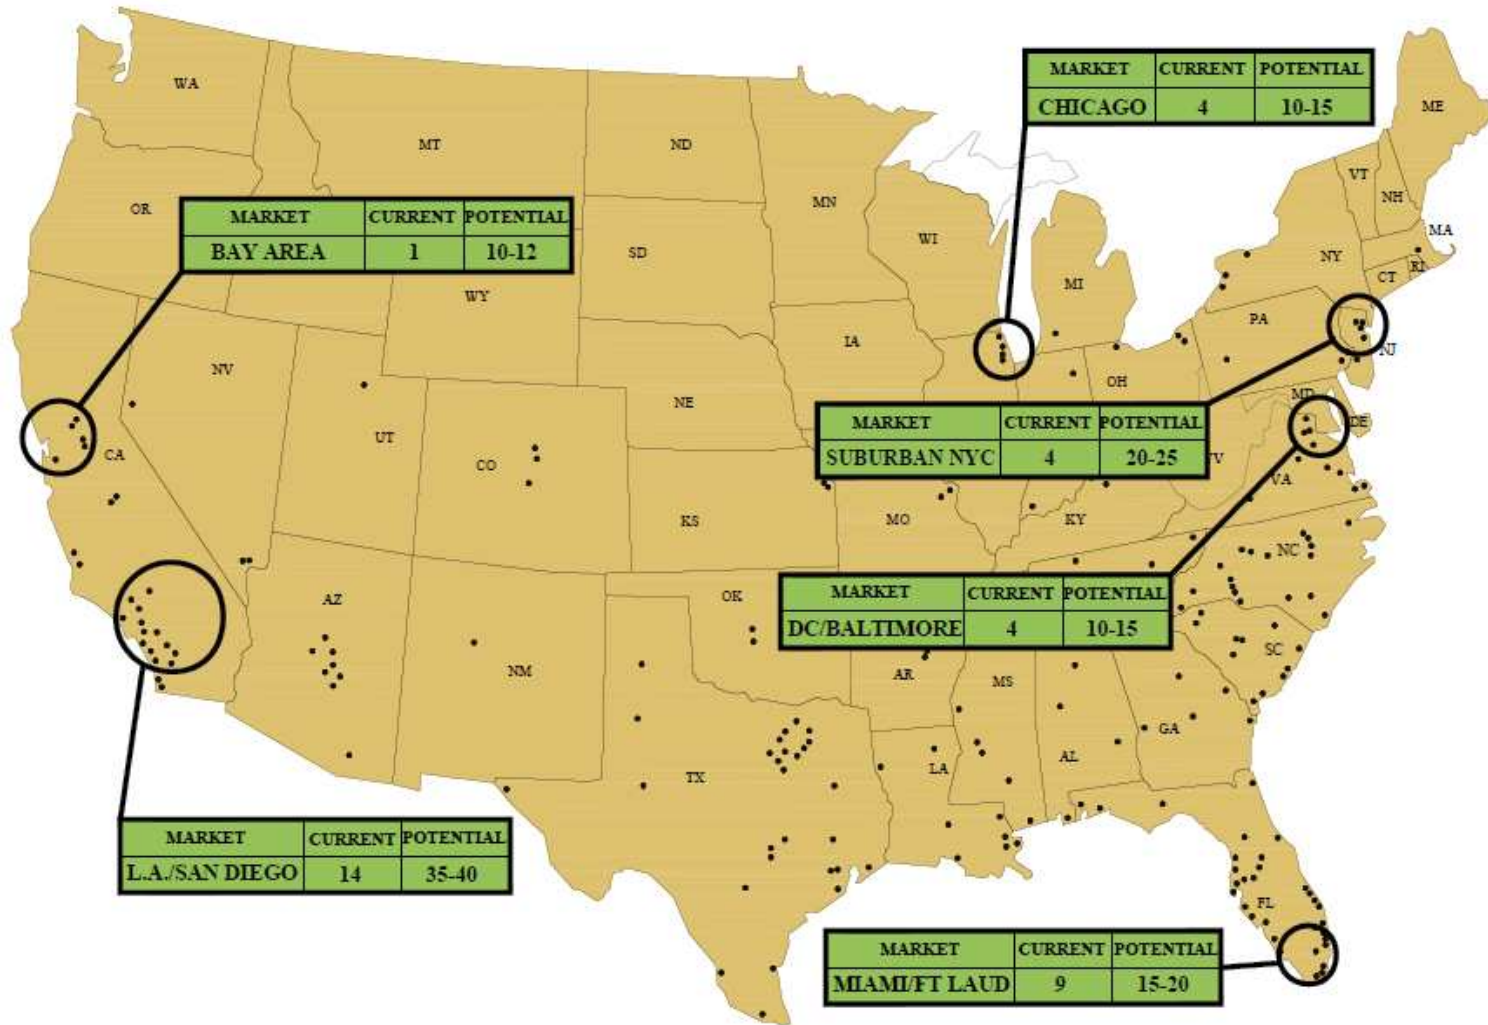 MARKET CURRENT POTENTIAL
CHICAGO 4 10-15
WA
MT
ND
MN
WI
MI
ME
VT
NH
MA
NY
CT
RI
OR
MARKET CURRENT POTENTIAL
BAY AREA 1 10-12
SD
WY
IA
PA
NJ
NV
UT
CO
NE
OH
MD
DE
MARKET CURRENT POTENTIAL
SUBURBAN NYC 4 20-25
CA
KS
MO
KY
VA
NC
AZ
NM
OK
AR
MARKET CURRENT POTENTIAL
DC/BALTIMORE 4 10-15
SC
MS
AL
GA
TX
LA
MARKET CURRENT POTENTIAL
L.A./SAN DIEGO 14 35-40
FL
MARKET CURRENT POTENTIAL
MIAMI/FT LAUD 9 15-20